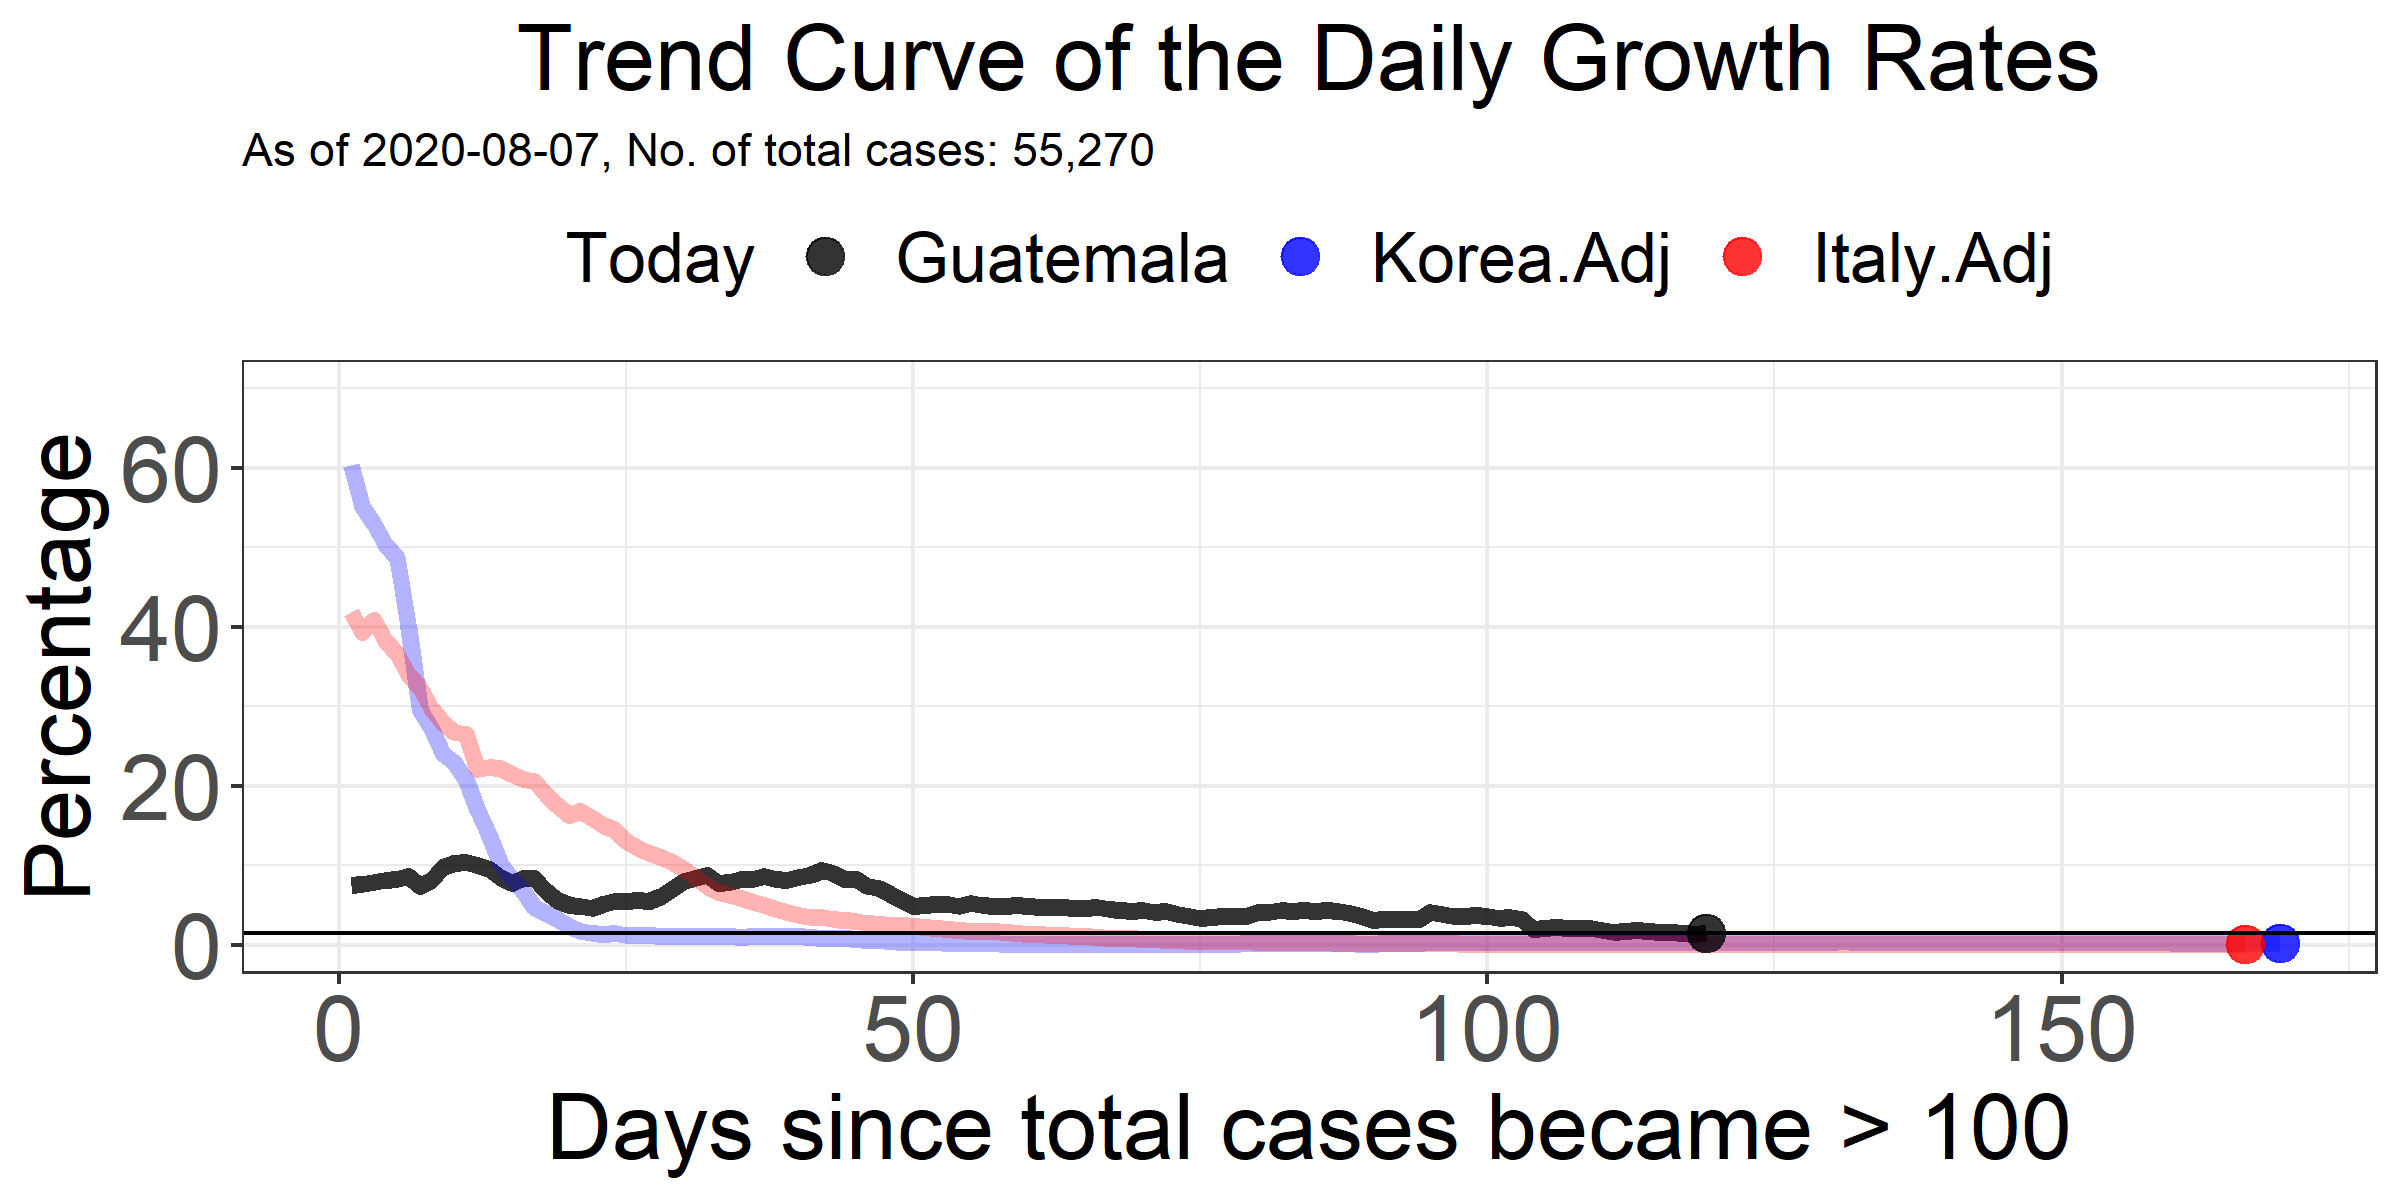 Trend Curve of the Daily Growth Rates
As of 2020-08-07, No. of total cases: 55,270
Today Guatemala Korea.Adj Italy.Adj
Percentage
60
40
20
0
0 50 100 150
Days since total cases became > 100